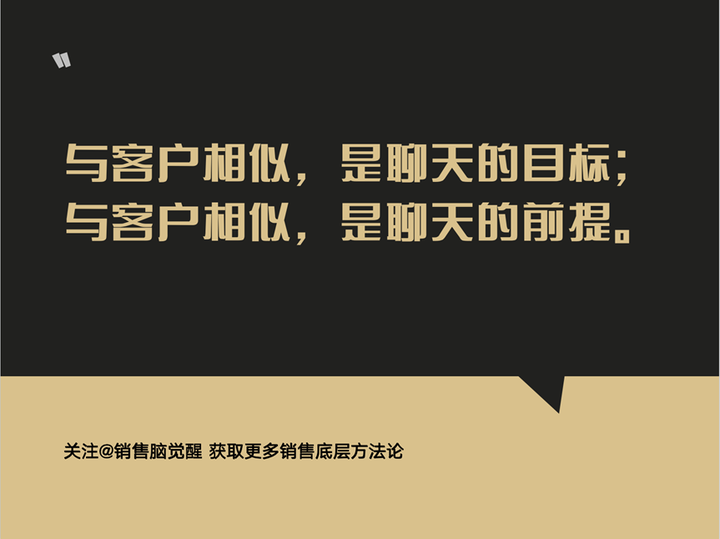 与客户相似，是聊天的目标；
与客户相似，是聊天的前提。
关注@销售脑觉醒 获取更多销售底层方法论